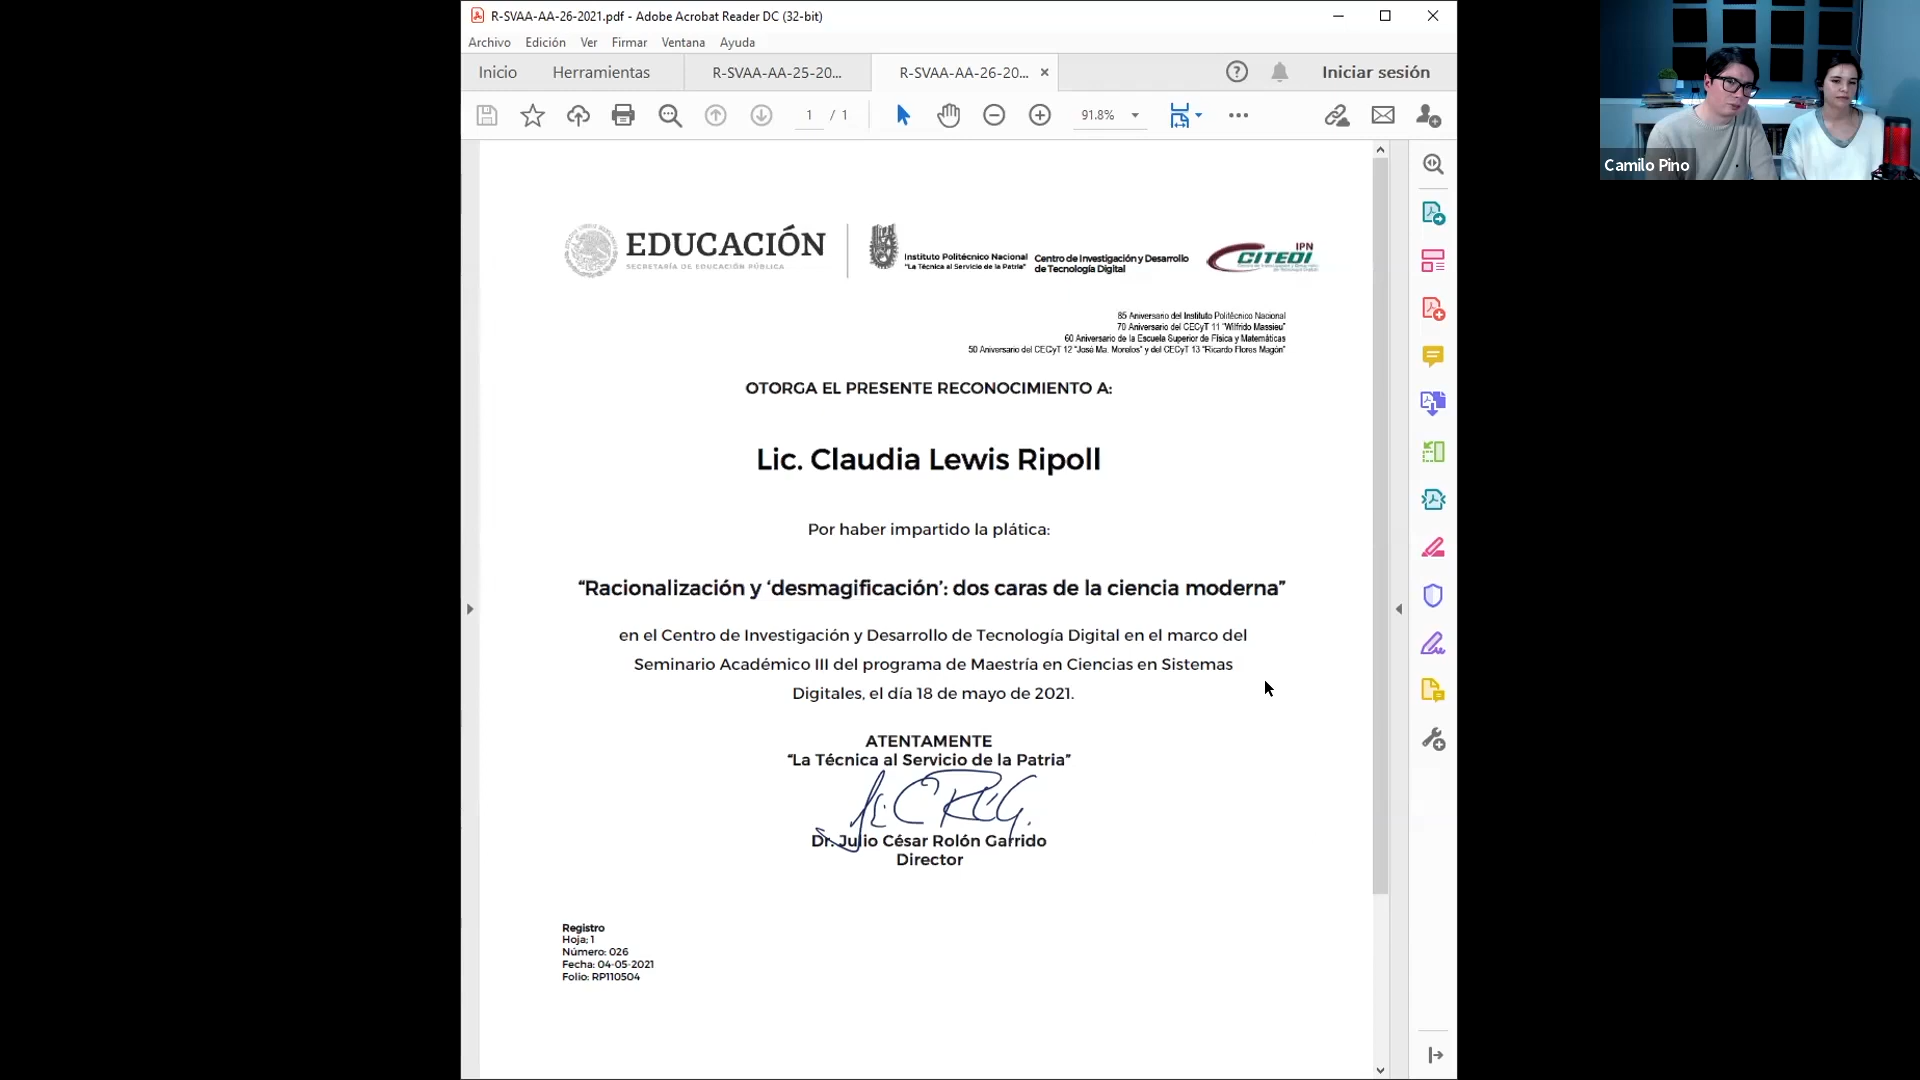 R-SVAA-AA-26-2021.pdf - Adobe Acrobat Reader DC (32-bit)
Archivo Edición Ver Firmar Ventana Ayuda
Inicio Herramientas R-SVAA-AA-25-20... R-SVAA-AA-26-20... Iniciar sesión
1 / 1 91.8%
Camilo Pino
EDUCACIÓN
SECRETARÍA DE EDUCACIÓN PÚBLICA
Instituto Politécnico Nacional
"La Técnica al Servicio de la Patria"
Centro de Investigación y Desarrollo
de Tecnología Digital
IPN
CITEDI
85 Aniversario del Instituto Politécnico Nacional
70 Aniversario del CECyT 11 "Wilfrido Massieu"
60 Aniversario de la Escuela Superior de Física y Matemáticas
50 Aniversario del CECyT 12 "José Ma. Morelos" y del CECyT 13 "Ricardo Flores Magón"
OTORGA EL PRESENTE RECONOCIMIENTO A:
Lic. Claudia Lewis Ripoll
Por haber impartido la plática:
“Racionalización y ‘desmagificación’: dos caras de la ciencia moderna”
en el Centro de Investigación y Desarrollo de Tecnología Digital en el marco del
Seminario Académico III del programa de Maestría en Ciencias en Sistemas
Digitales, el día 18 de mayo de 2021.
ATENTAMENTE
“La Técnica al Servicio de la Patria”
Dr. Julio César Rolón Garrido
Director
Registro
Hoja: 1
Número: 026
Fecha: 04-05-2021
Folio: RP110504